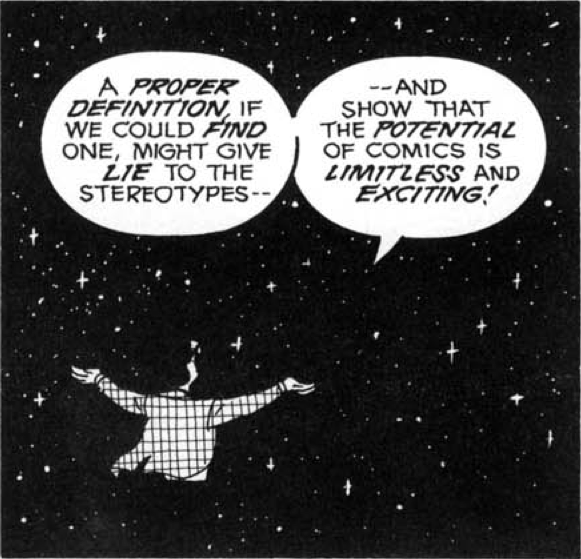 A PROPER
DEFINITION, IF
WE COULD FIND
ONE, MIGHT GIVE
LIE TO THE
STEREOTYPES--
--AND
SHOW THAT
THE POTENTIAL
OF COMICS IS
LIMITLESS AND
EXCITING!